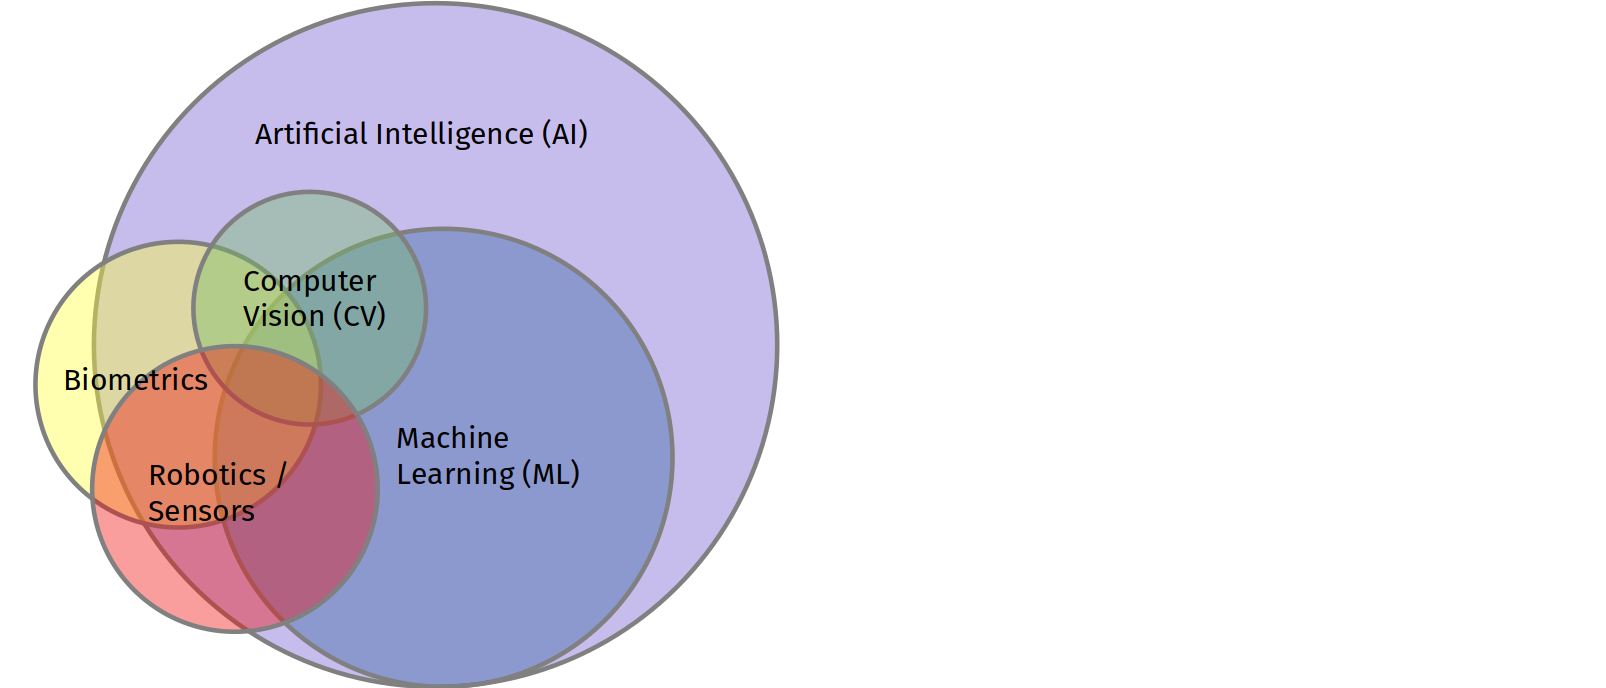 Artificial Intelligence (AI)
Computer
Vision (CV)
Biometrics
Machine
Learning (ML)
Robotics /
Sensors